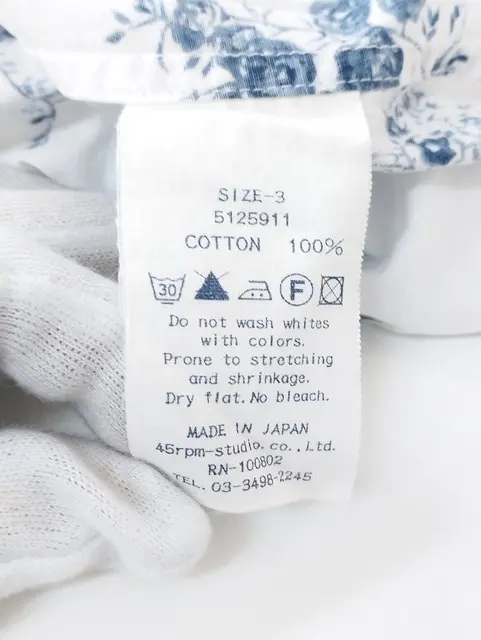 SIZE-3
5125911
COTTON 100%
30 F
Do not wash whites
with colors.
Prone to stretching
and shrinkage.
Dry flat. No bleach.
MADE IN JAPAN
45rpm-studio. co., Ltd.
RN-100802
TEL. 03-3498-2245